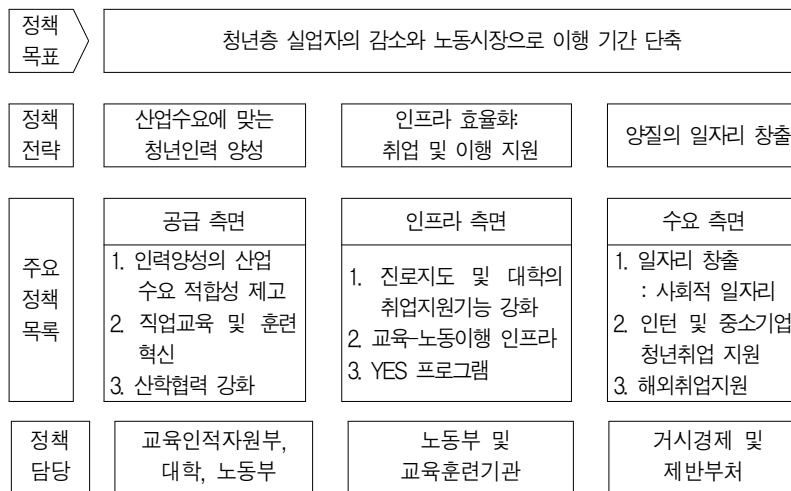 정책
목표
청년층 실업자의 감소와 노동시장으로 이행 기간 단축
정책
전략
산업수요에 맞는
청년인력 양성
인프라 효율화:
취업 및 이행 지원
양질의 일자리 창출
주요
정책
목록
공급 측면
1. 인력양성의 산업
수요 적합성 제고
2. 직업교육 및 훈련
혁신
3. 산학협력 강화
인프라 측면
1. 진로지도 및 대학의
취업지원기능 강화
2. 교육-노동이행 인프라
3. YES 프로그램
수요 측면
1. 일자리 창출
: 사회적 일자리
2. 인턴 및 중소기업
청년취업 지원
3. 해외취업지원
정책
담당
교육인적자원부,
대학, 노동부
노동부 및
교육훈련기관
거시경제 및
제반부처